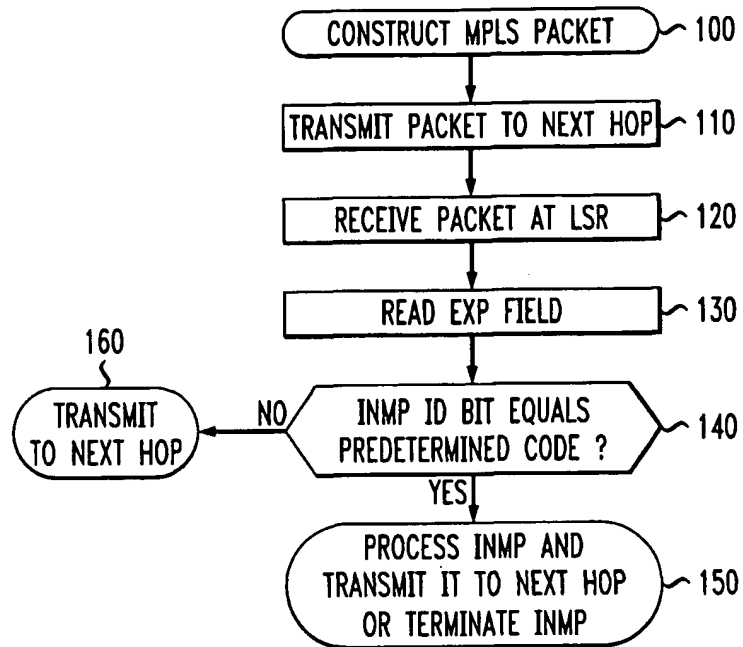 CONSTRUCT MPLS PACKET
100
TRANSMIT PACKET TO NEXT HOP
110
RECEIVE PACKET AT LSR
120
READ EXP FIELD
130
160
TRANSMIT
TO NEXT HOP
NO
INMP ID BIT EQUALS
PREDETERMINED CODE ?
140
YES
PROCESS INMP AND
TRANSMIT IT TO NEXT HOP
OR TERMINATE INMP
150